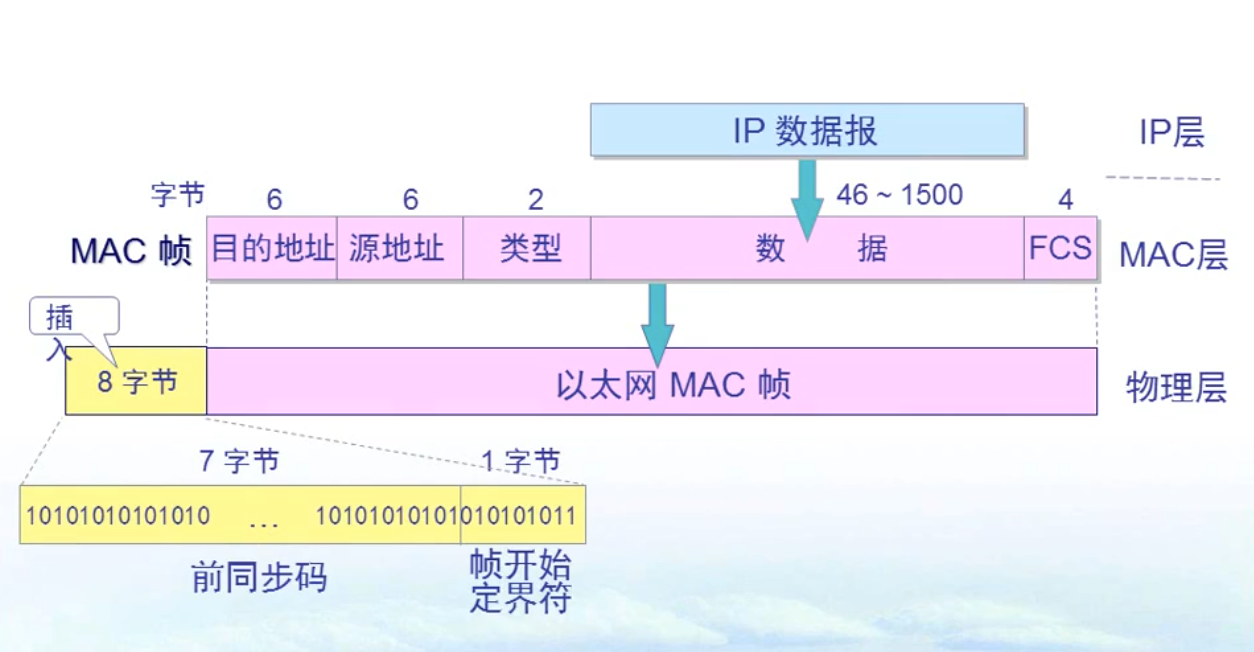 IP 数据报
IP层
字节 6 6 2 46 ~ 1500 4
MAC 帧 目的地址 源地址 类型 数 据 FCS MAC层
插
入
8 字节 以太网 MAC 帧 物理层
7 字节 1 字节
10101010101010 ... 10101010101010101011
前同步码
帧开始
定界符